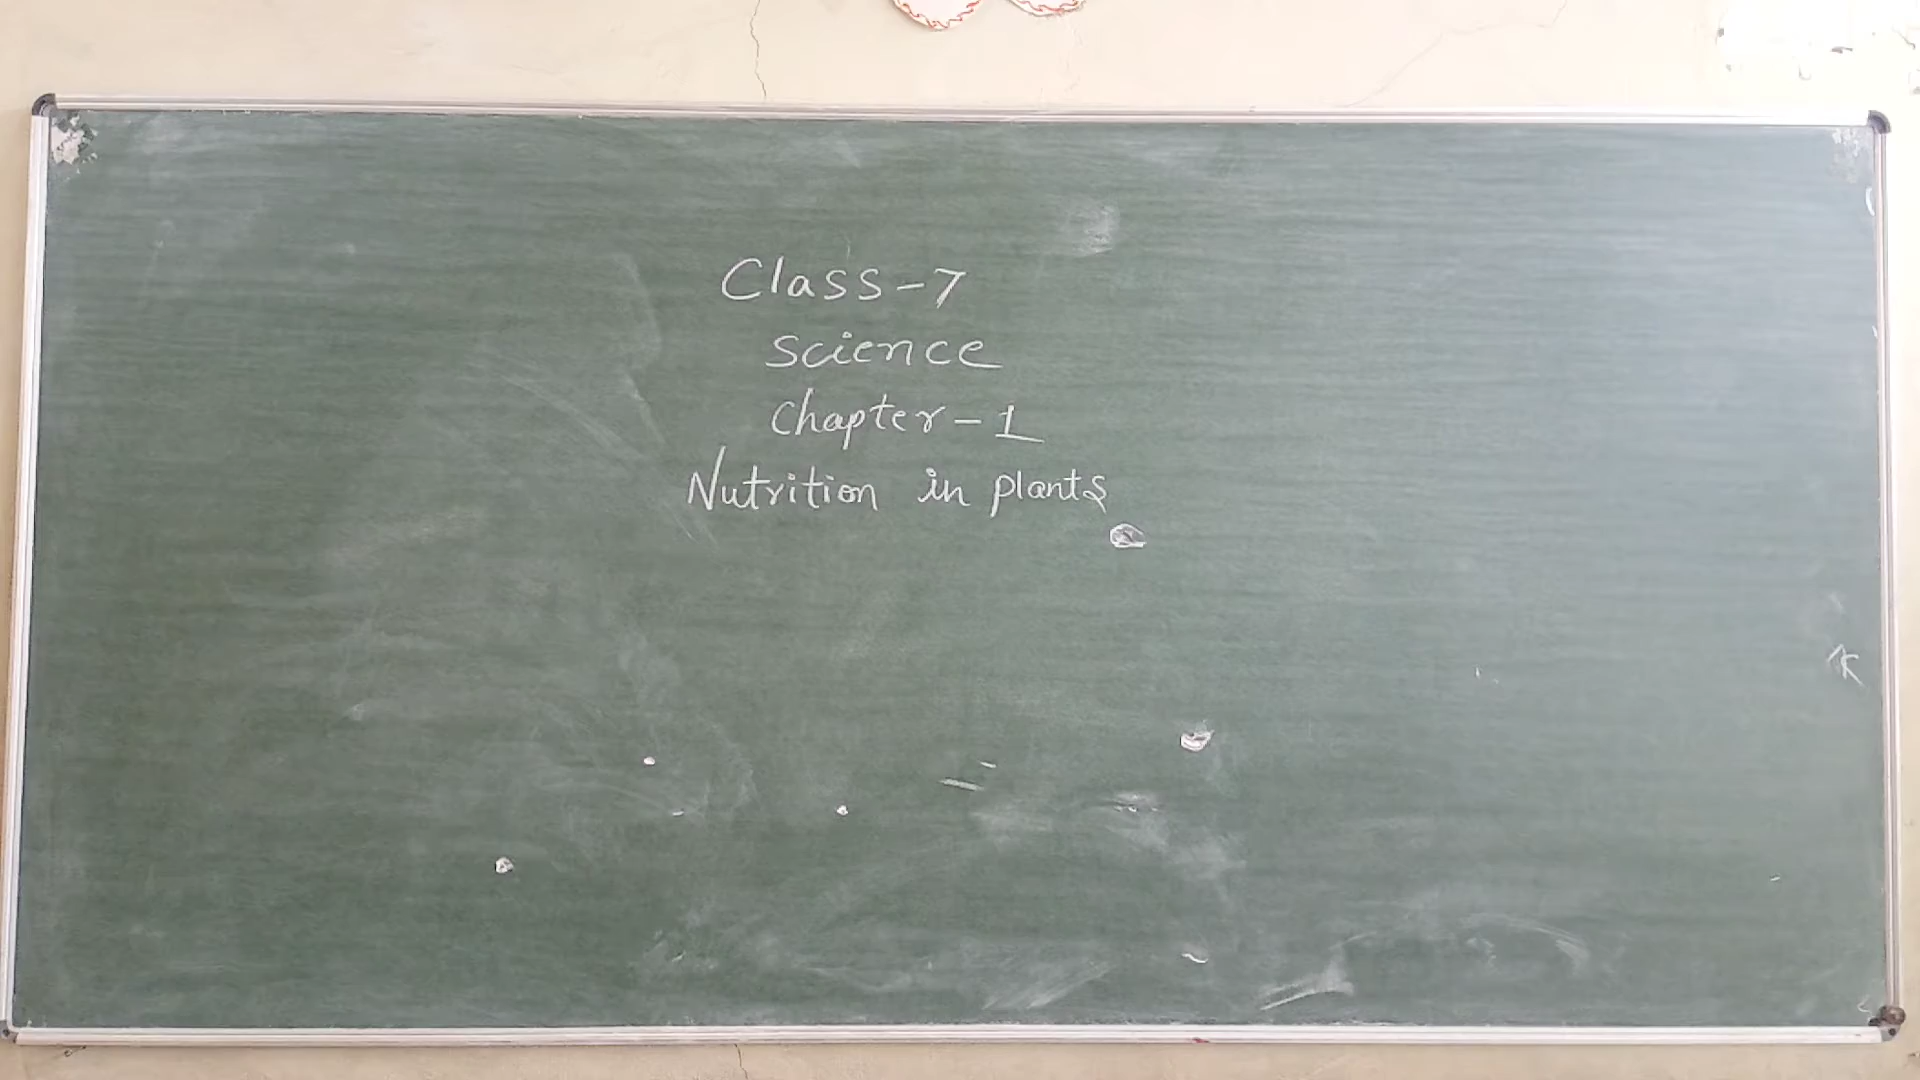 Class-7
Science
Chapter-1
Nutrition in plants